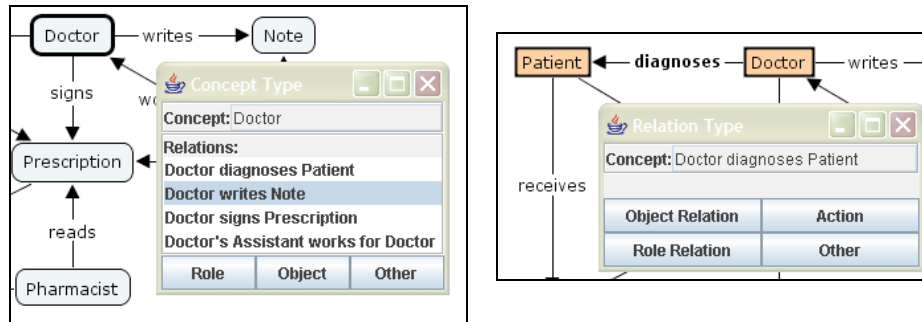 Doctor
writes
Note
signs
wo
Concept Type
Concept: Doctor
Relations:
Doctor diagnoses Patient
Doctor writes Note
Doctor signs Prescription
Doctor's Assistant works for Doctor
Role
Object
Other
Prescription
reads
Pharmacist
Patient
diagnoses
Doctor
writes
Relation Type
Concept: Doctor diagnoses Patient
receives
Object Relation
Action
Role Relation
Other